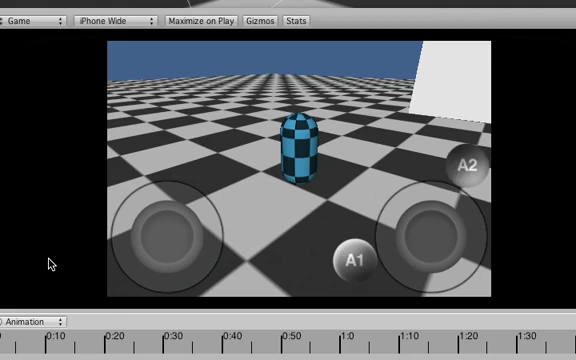 Game iPhone Wide Maximize on Play Gizmos Stats
A2
A1
Animation
0:10 0:20 0:30 0:40 0:50 1:0 1:10 1:20 1:30